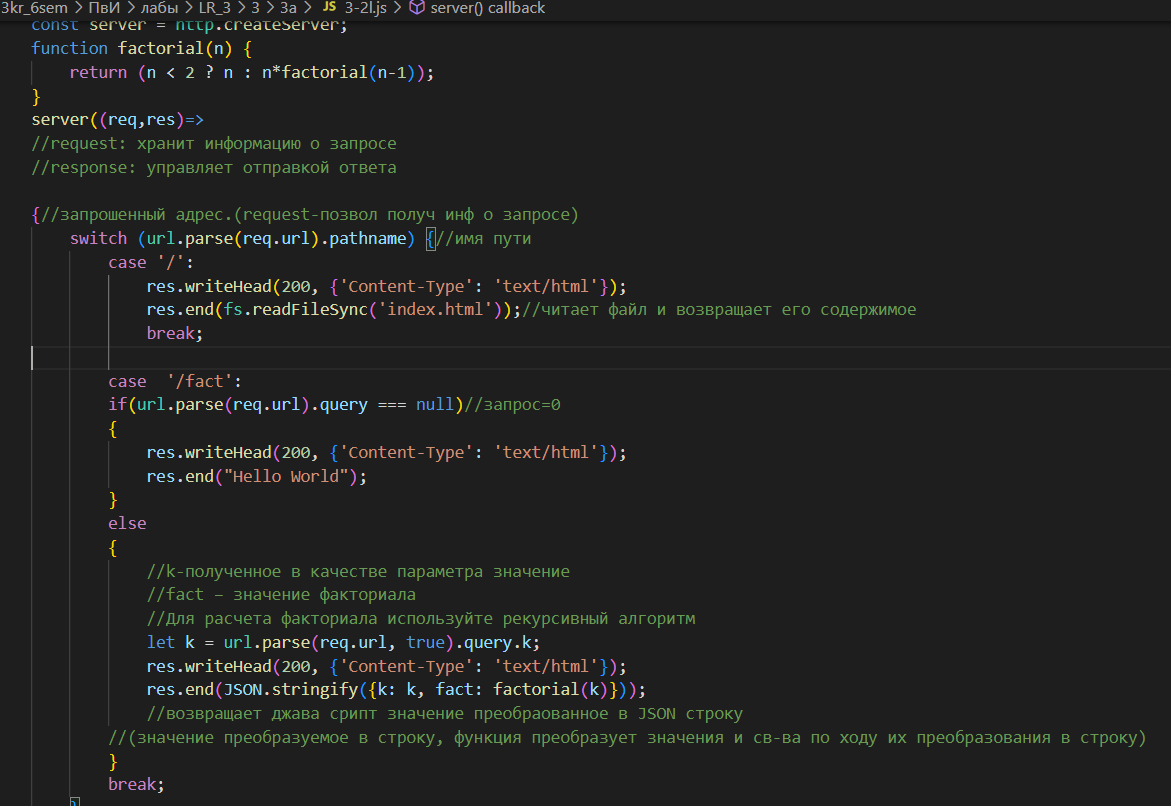 3kr_6sem > ПвИ > лабы > LR_3 > 3 > 3a > JS 3-2l.js > server() callback
const server = http.createServer;
function factorial(n) {
    return (n < 2 ? n : n*factorial(n-1));
}
server((req,res)=>
//request: хранит информацию о запросе
//response: управляет отправкой ответа
{//запрошенный адрес.(request-позвол получ инф о запросе)
    switch (url.parse(req.url).pathname) {//имя пути
        case '/':
            res.writeHead(200, {'Content-Type': 'text/html'});
            res.end(fs.readFileSync('index.html'));//читает файл и возвращает его содержимое
            break;
        case  '/fact':
        if(url.parse(req.url).query === null)//запрос=0
        {
            res.writeHead(200, {'Content-Type': 'text/html'});
            res.end("Hello World");
        }
        else
        {
            //k-полученное в качестве параметра значение
            //fact – значение факториала
            //Для расчета факториала используйте рекурсивный алгоритм
            let k = url.parse(req.url, true).query.k;
            res.writeHead(200, {'Content-Type': 'text/html'});
            res.end(JSON.stringify({k: k, fact: factorial(k)}));
            //возвращает джава срипт значение преобраованное в JSON строку
        //(значение преобразуемое в строку, функция преобразует значения и св-ва по ходу их преобразования в строку)
        }
        break;
    }